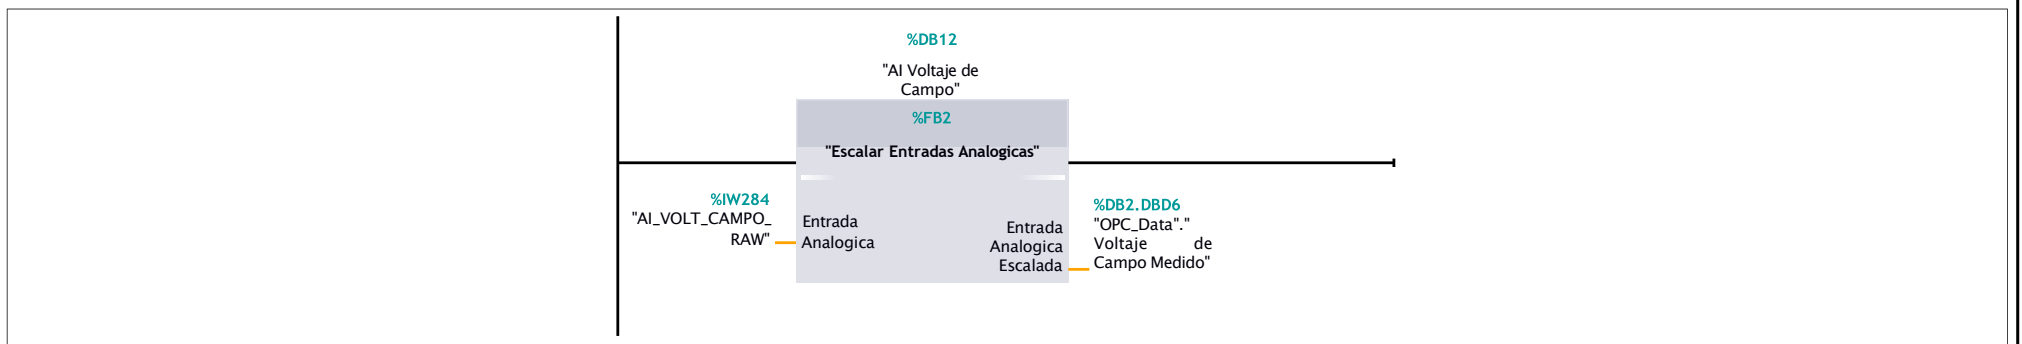 %DB12
"AI Voltaje de
Campo"
%FB2
"Escalar Entradas Analogicas"
%IW284
"AI_VOLT_CAMPO_
RAW"
Entrada
Analogica
Entrada
Analogica
Escalada
%DB2.DBD6
"OPC_Data"."
Voltaje de
Campo Medido"